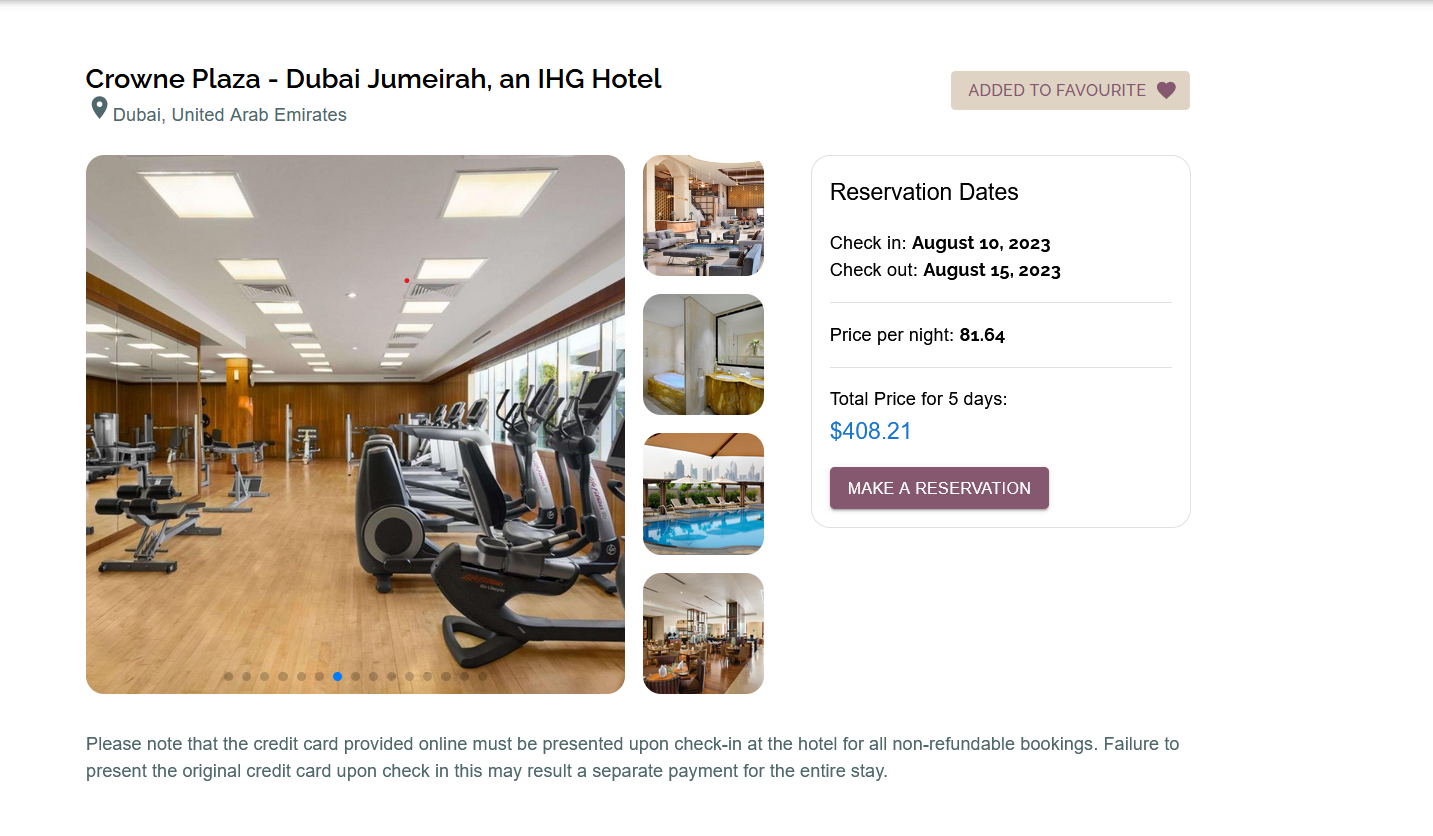 Crowne Plaza - Dubai Jumeirah, an IHG Hotel
Dubai, United Arab Emirates
ADDED TO FAVOURITE
Reservation Dates
Check in: August 10, 2023
Check out: August 15, 2023
Price per night: 81.64
Total Price for 5 days:
$408.21
MAKE A RESERVATION
Please note that the credit card provided online must be presented upon check-in at the hotel for all non-refundable bookings. Failure to
present the original credit card upon check in this may result a separate payment for the entire stay.